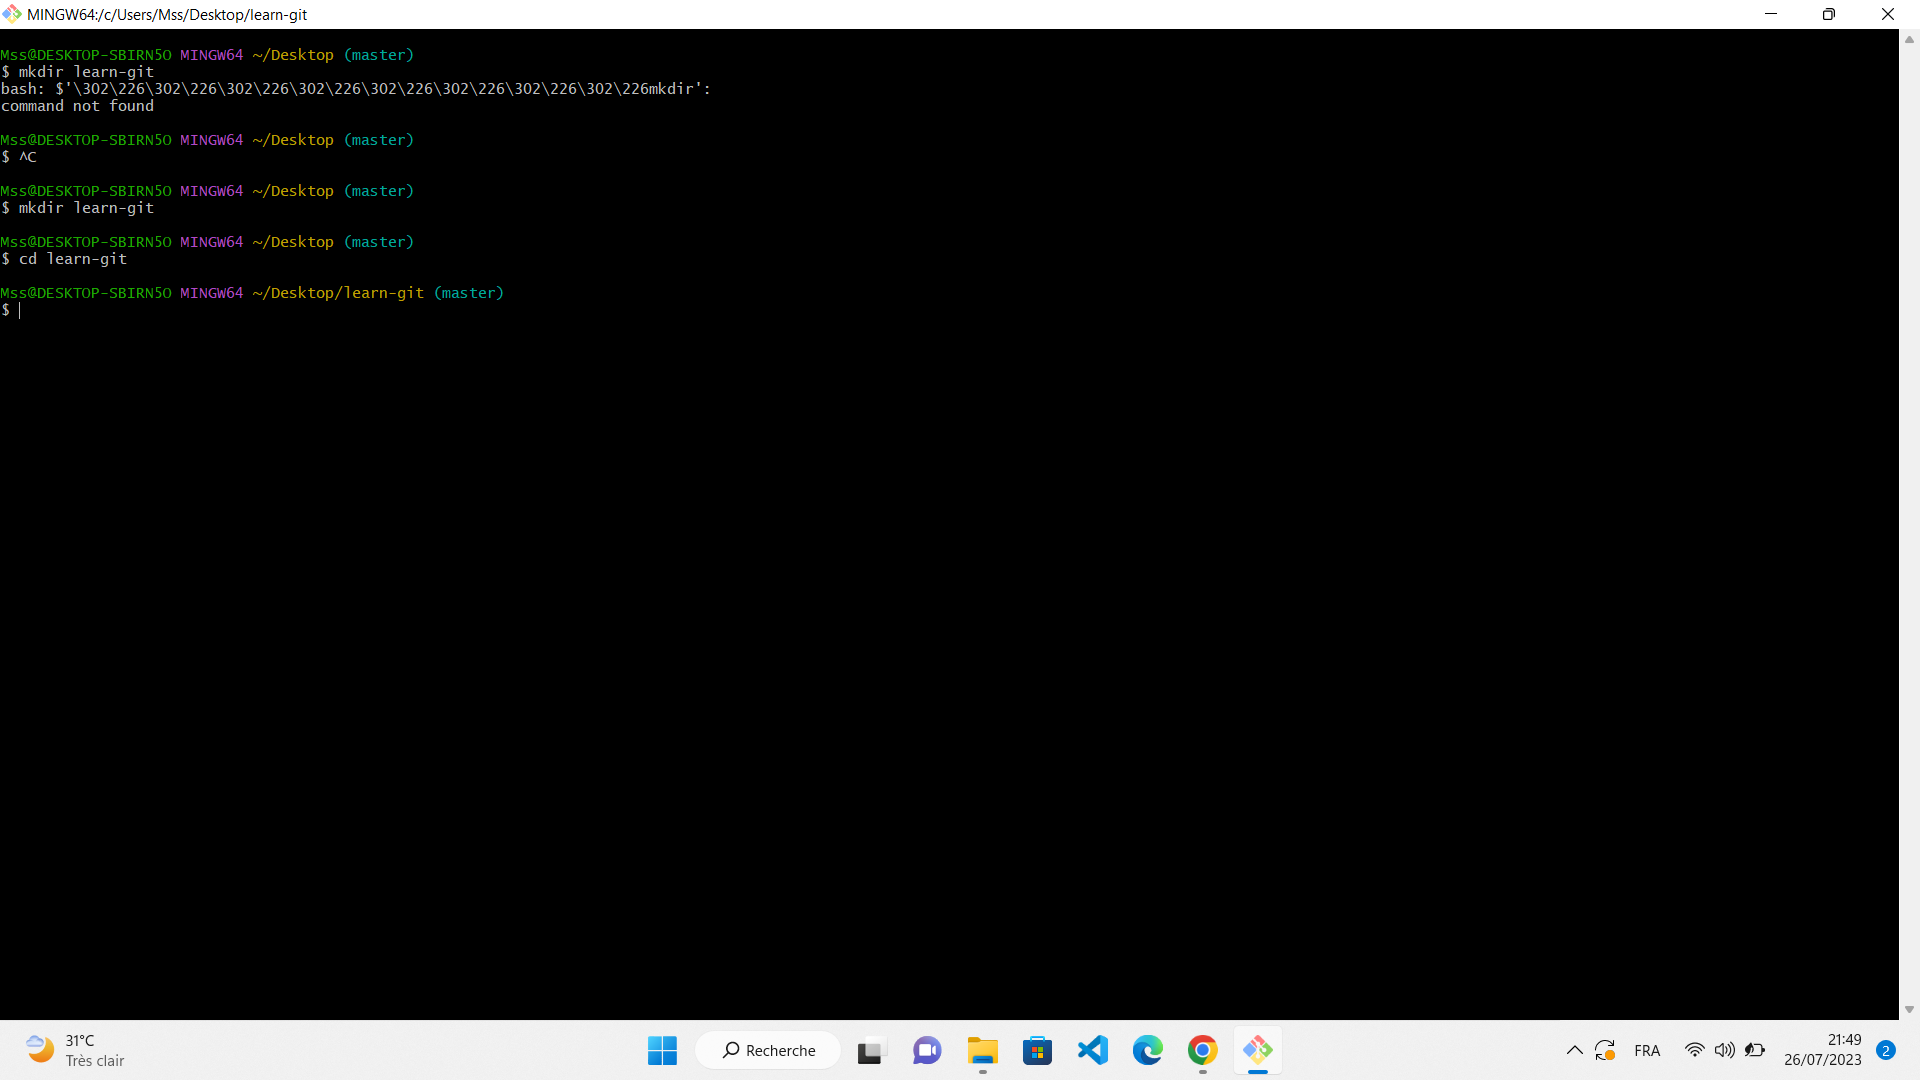 MINGW64:/c/Users/Mss/Desktop/learn-git
Mss@DESKTOP-SBIRN5O MINGW64 ~/Desktop (master)
$ mkdir learn-git
bash: $'\302\226\302\226\302\226\302\226\302\226\302\226\302\226\302\226mkdir':
command not found
Mss@DESKTOP-SBIRN5O MINGW64 ~/Desktop (master)
$ ^C
Mss@DESKTOP-SBIRN5O MINGW64 ~/Desktop (master)
$ mkdir learn-git
Mss@DESKTOP-SBIRN5O MINGW64 ~/Desktop (master)
$ cd learn-git
Mss@DESKTOP-SBIRN5O MINGW64 ~/Desktop/learn-git (master)
$
31°C
Très clair
Recherche
FRA
21:49
26/07/2023
2